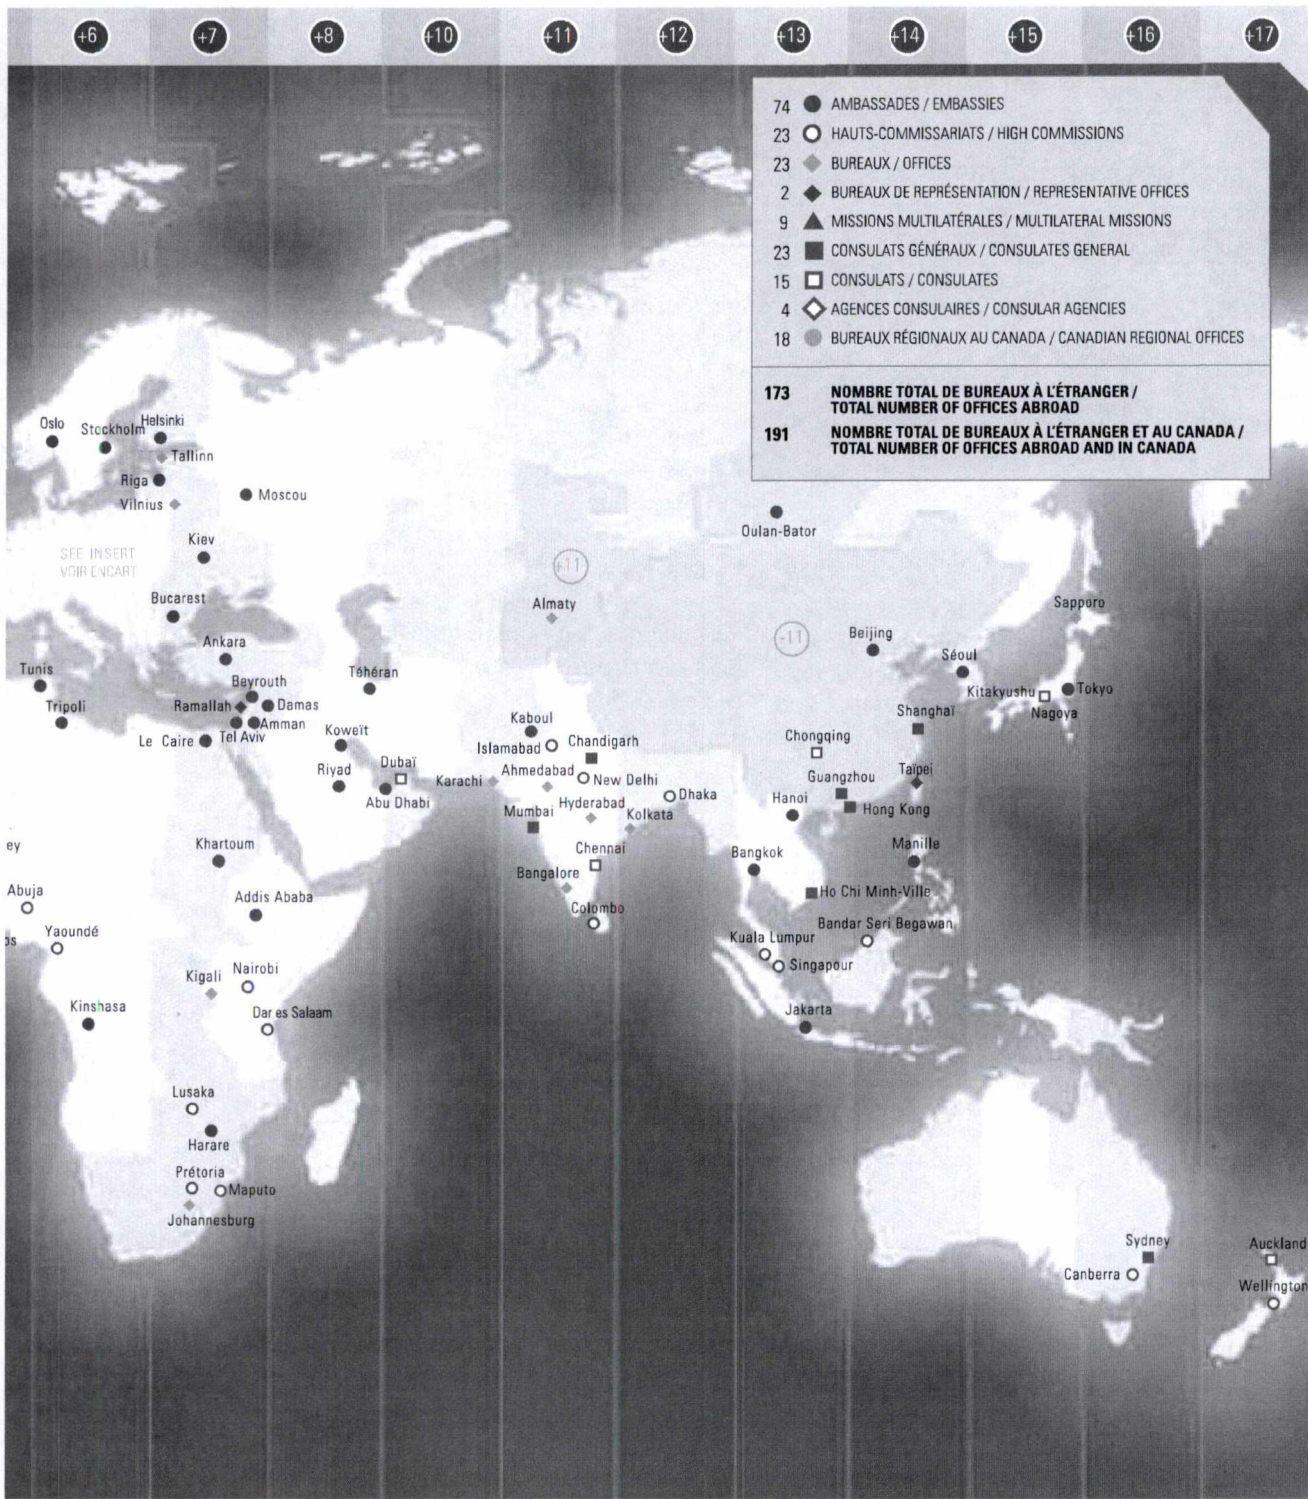 +6 +7 +8 +10 +11 +12 +13 +14 +15 +16 +17
74 AMBASSADES / EMBASSIES
23 HAUTS-COMMISSARIATS / HIGH COMMISSIONS
23 BUREAUX / OFFICES
2 BUREAUX DE REPRÉSENTATION / REPRESENTATIVE OFFICES
9 MISSIONS MULTILATÉRALES / MULTILATERAL MISSIONS
23 CONSULATS GÉNÉRAUX / CONSULATES GENERAL
15 CONSULATS / CONSULATES
4 AGENCES CONSULAIRES / CONSULAR AGENCIES
18 BUREAUX RÉGIONAUX AU CANADA / CANADIAN REGIONAL OFFICES
173 NOMBRE TOTAL DE BUREAUX À L'ÉTRANGER /
TOTAL NUMBER OF OFFICES ABROAD
191 NOMBRE TOTAL DE BUREAUX À L'ÉTRANGER ET AU CANADA /
TOTAL NUMBER OF OFFICES ABROAD AND IN CANADA
Oslo
Stockholm
Helsinki
Tallinn
Riga
Vilnius
Moscou
Kiev
SEE INSERT
VOIR ENCART
Bucarest
Ankara
Tunis
Tripoli
Beyrouth
Ramallah
Damas
Tel Aviv
Amman
Le Caire
Téhéran
Koweït
Riyad
Dubaï
Abu Dhabi
Oulan-Bator
+11
Almaty
-11
Beijing
Séoul
Sapporo
Kitakyushu
Tokyo
Nagoya
Kaboul
Islamabad
Chandigarh
Karachi
Ahmedabad
New Delhi
Dhaka
Hyderabad
Mumbai
Kolkata
Chennai
Bangalore
Colombo
Shanghaï
Chongqing
Guangzhou
Taïpei
Hanoi
Hong Kong
Manille
Bangkok
Ho Chi Minh-Ville
Bandar Seri Begawan
Kuala Lumpur
Singapour
Jakarta
ey
Khartoum
Abuja
Addis Ababa
os
Yaoundé
Nairobi
Kigali
Kinshasa
Dar es Salaam
Lusaka
Harare
Prétoria
Maputo
Johannesburg
Sydney
Canberra
Auckland
Wellington